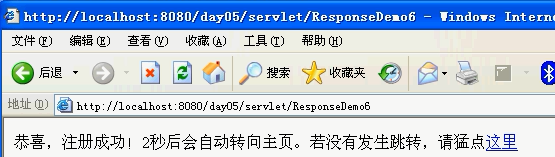 http://localhost:8080/day05/servlet/ResponseDemo6 - Windows Intern
文件(F) 编辑(E) 查看(V) 收藏(A) 工具(T) 帮助(H)
后退 搜索 收藏夹
地址(D) http://localhost:8080/day05/servlet/ResponseDemo6
恭喜，注册成功！2秒后会自动转向主页。若没有发生跳转，请猛点这里